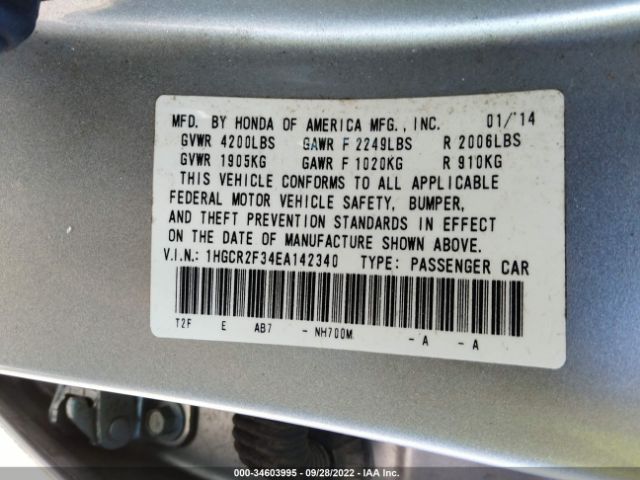 MFD. BY HONDA OF AMERICA MFG., INC. 01/'14
GVWR 4200LBS GAWR F 2249LBS R 2006LBS
GVWR 1905KG GAWR F 1020KG R 910KG
THIS VEHICLE CONFORMS TO ALL APPLICABLE
FEDERAL MOTOR VEHICLE SAFETY, BUMPER,
AND THEFT PREVENTION STANDARDS IN EFFECT
ON THE DATE OF MANUFACTURE SHOWN ABOVE.
V.I.N.: 1HGCR2F34EA142340 TYPE: PASSENGER CAR
T2F E AB7 - NH700M - A - A
000-34603995 - 09/28/2022 - IAA Inc.